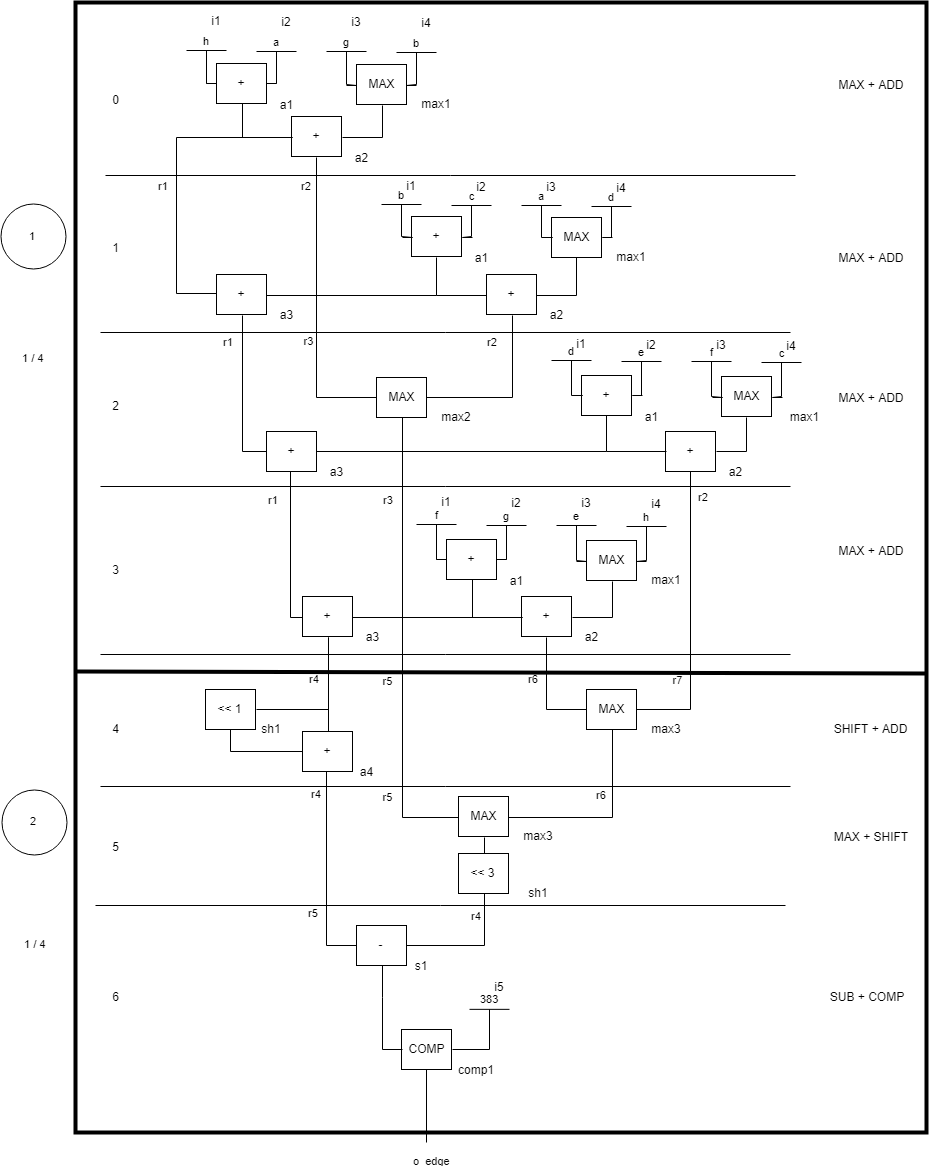 i1 i2 i3 i4
h a g b
+ MAX MAX + ADD
0 a1 max1
+
a2
r1 r2 i1 i2 i3 i4
b c a d
1 + MAX
1 a1 max1 MAX + ADD
+ + +
a3 a2
r1 r3 r2 i1 i2 i3 i4
1 / 4 d e f c
2 MAX + MAX MAX + ADD
max2 a1 max1
+ +
a3 a2
r1 r3 r2 i1 i2 i3 i4
f g e h
3 + MAX MAX + ADD
a1 max1
+ +
a3 a2
r4 r5 r6 r7
<< 1 MAX
4 sh1 max3 SHIFT + ADD
+
a4
r4 r5 r6
2 MAX
5 max3 MAX + SHIFT
<< 3
sh1
r5 r4
1 / 4 -
s1
6 i5 SUB + COMP
383
COMP
comp1
o_edge